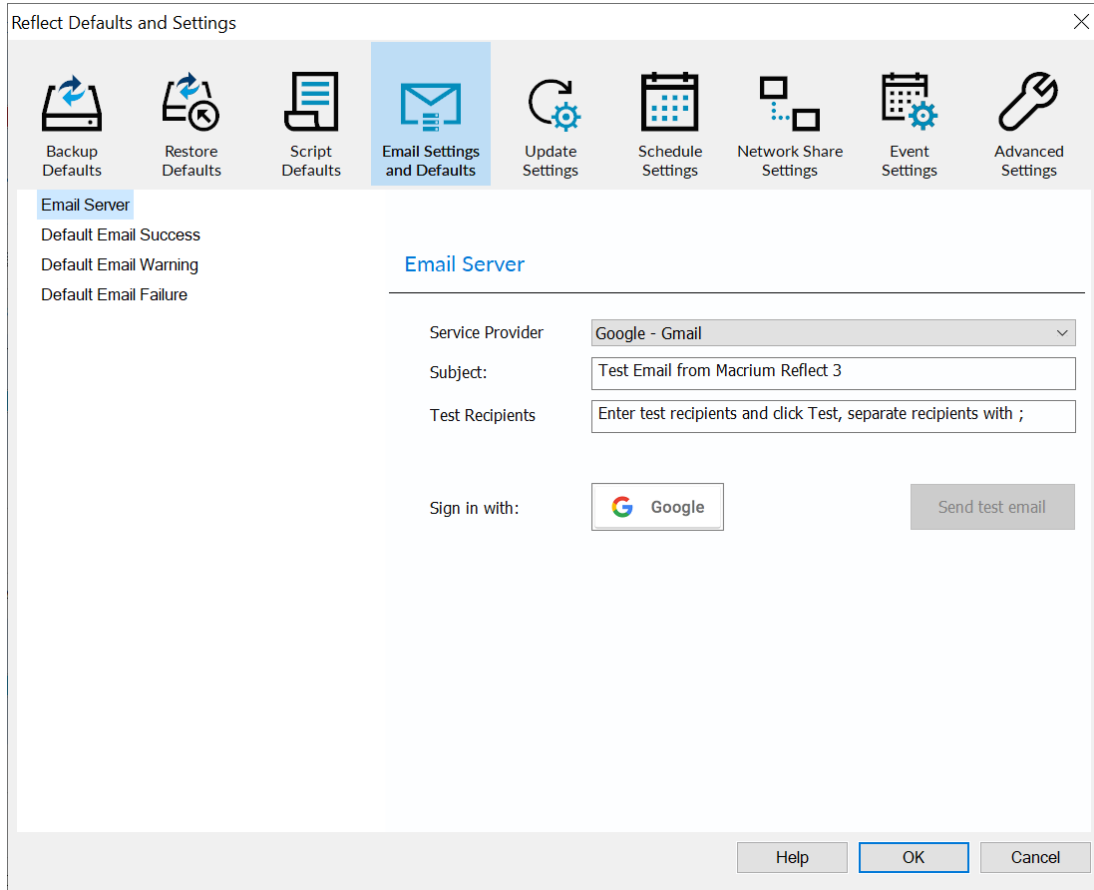 Reflect Defaults and Settings
Backup Defaults
Restore Defaults
Script Defaults
Email Settings and Defaults
Update Settings
Schedule Settings
Network Share Settings
Event Settings
Advanced Settings
Email Server
Default Email Success
Default Email Warning
Default Email Failure
Email Server
Service Provider
Google - Gmail
Subject:
Test Email from Macrium Reflect 3
Test Recipients
Enter test recipients and click Test, separate recipients with ;
Sign in with:
Google
Send test email
Help
OK
Cancel